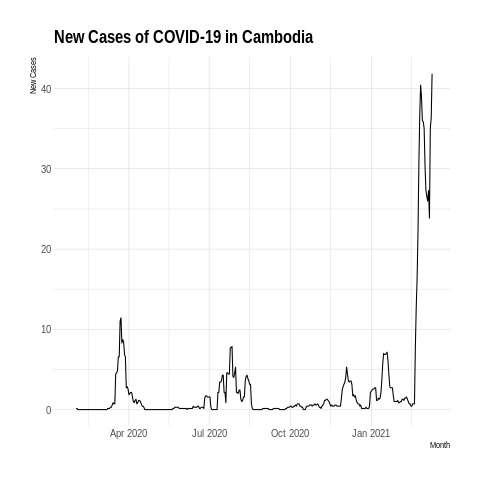 New Cases of COVID-19 in Cambodia
New Cases
40
30
20
10
0
Apr 2020 Jul 2020 Oct 2020 Jan 2021
Month